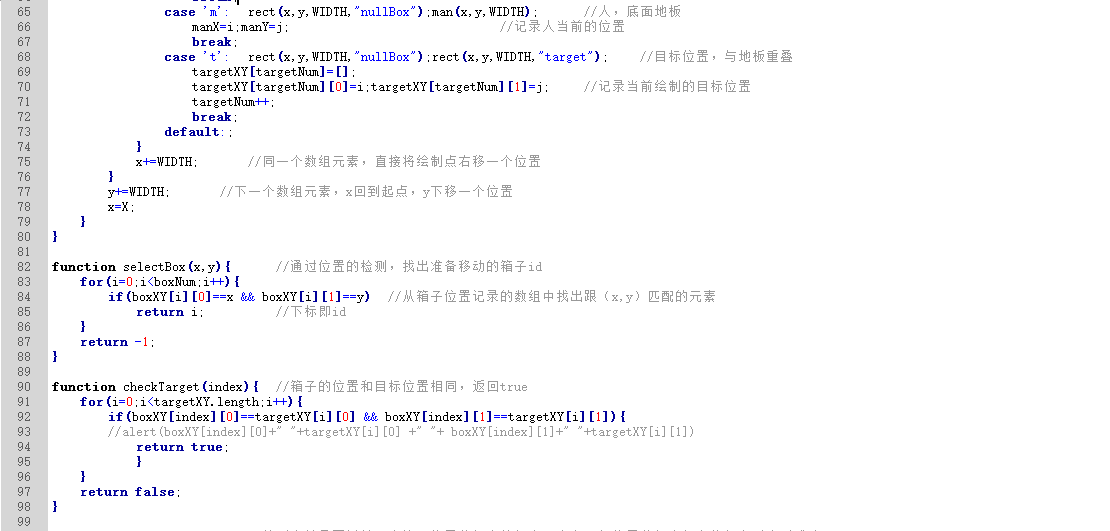 65 case 'm': rect(x,y,WIDTH,"nullBox");man(x,y,WIDTH); //人，底面地板
66 manX=i;manY=j; //记录人当前的位置
67 break;
68 case 't': rect(x,y,WIDTH,"nullBox");rect(x,y,WIDTH,"target"); //目标位置，与地板重叠
69 targetXY[targetNum]=[];
70 targetXY[targetNum][0]=i;targetXY[targetNum][1]=j; //记录当前绘制的目标位置
71 targetNum++;
72 break;
73 default:;
74 }
75 x+=WIDTH; //同一个数组元素，直接将绘制点右移一个位置
76 }
77 y+=WIDTH; //下一个数组元素，x回到起点，y下移一个位置
78 x=X;
79 }
80 }
81
82 function selectBox(x,y){ //通过位置的检测，找出准备移动的箱子id
83 for(i=0;i<boxNum;i++){
84 if(boxXY[i][0]==x && boxXY[i][1]==y) //从箱子位置记录的数组中找出跟（x,y）匹配的元素
85 return i; //下标即id
86 }
87 return -1;
88 }
89
90 function checkTarget(index){ //箱子的位置和目标位置相同，返回true
91 for(i=0;i<targetXY.length;i++){
92 if(boxXY[index][0]==targetXY[i][0] && boxXY[index][1]==targetXY[i][1]){
93 //alert(boxXY[index][0]+" "+targetXY[i][0] +" "+ boxXY[index][1]+" "+targetXY[i][1])
94 return true;
95 }
96 }
97 return false;
98 }
99